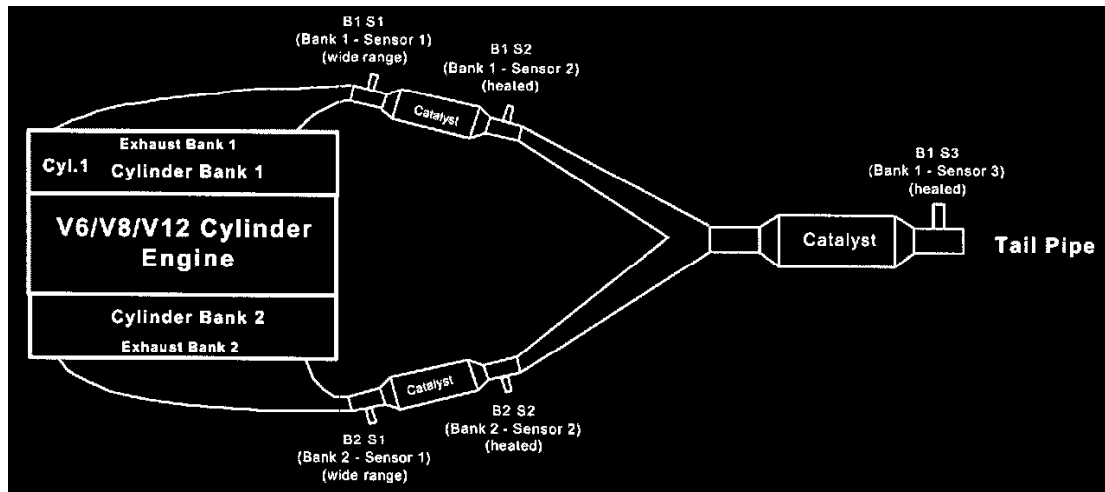 B1 S1
(Bank 1 - Sensor 1)
(wide range)
B1 S2
(Bank 1 - Sensor 2)
(heated)
Catalyst
Exhaust Bank 1
Cyl.1
Cylinder Bank 1
V6/V8/V12 Cylinder
Engine
Cylinder Bank 2
Exhaust Bank 2
B1 S3
(Bank 1 - Sensor 3)
(heated)
Catalyst
Tail Pipe
Catalyst
B2 S2
(Bank 2 - Sensor 2)
(heated)
B2 S1
(Bank 2 - Sensor 1)
(wide range)